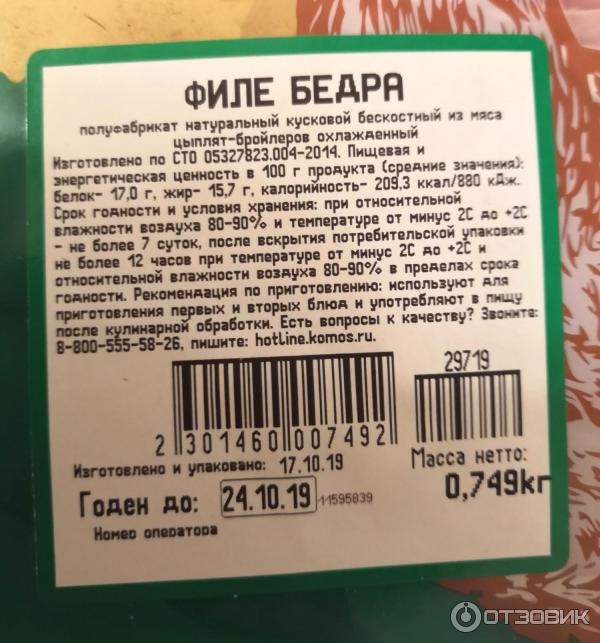 ФИЛЕ БЕДРА
полуфабрикат натуральный кусковой бескостный из мяса
цыплят-бройлеров охлажденный
Изготовлено по СТО 05327823.004-2014. Пищевая и
энергетическая ценность в 100 г продукта (средние значения):
белок- 17,0 г, жир- 15,7 г, калорийность- 209,3 ккал/880 кДж.
Срок годности и условия хранения: при относительной
влажности воздуха 80-90% и температуре от минус 2С до +2С
- не более 7 суток, после вскрытия потребительской упаковки
не более 12 часов при температуре от минус 2С до +2С и
относительной влажности воздуха 80-90% в пределах срока
годности. Рекомендация по приготовлению: используют для
приготовления первых и вторых блюд и употребляют в пищу
после кулинарной обработки. Есть вопросы к качеству? Звоните:
8-800-555-58-26, пишите: hotline.komos.ru.
29719
2 301460 007492
Изготовлено и упаковано: 17.10.19
Масса нетто:
0,749кг
Годен до: 24.10.19 11595839
Номер оператора
ОТЗОВИК